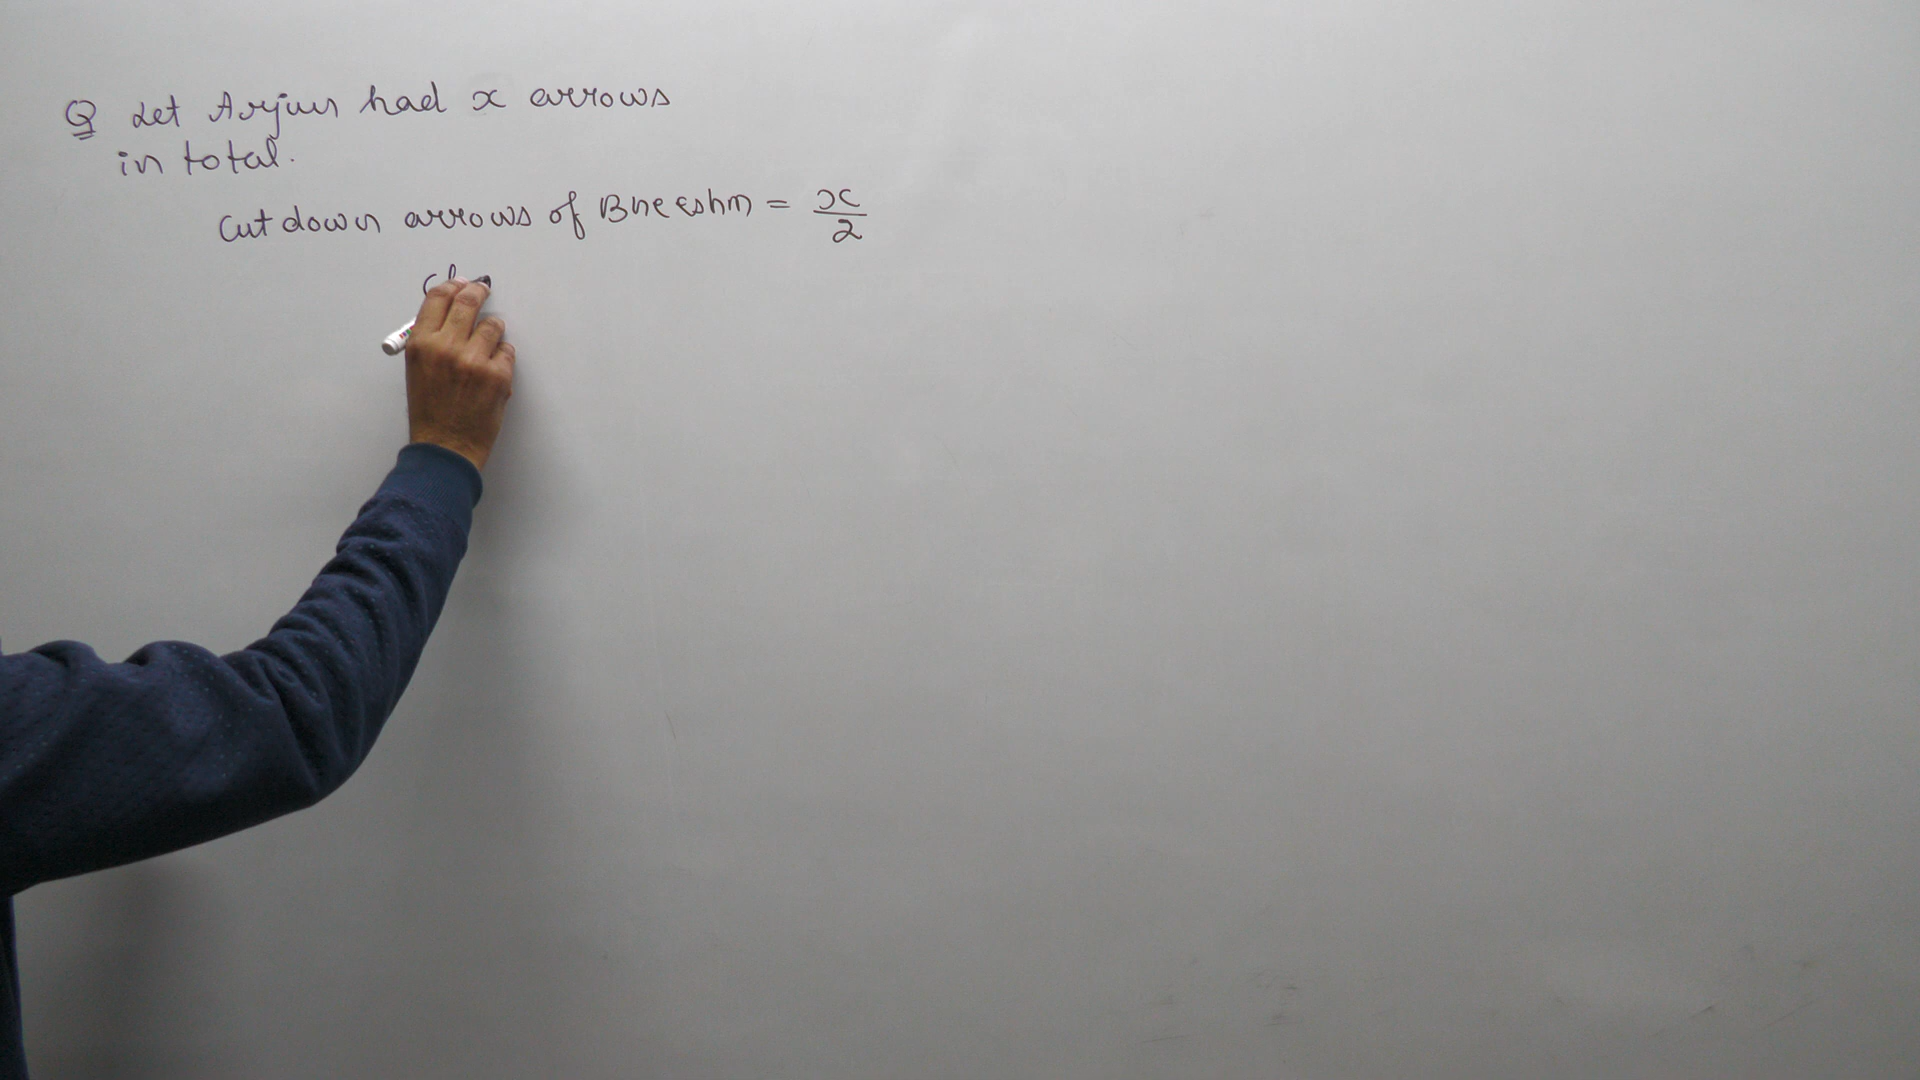 Q Let Arjun had x arrows
in total.
Cut down arrows of Bheeshm = x/2